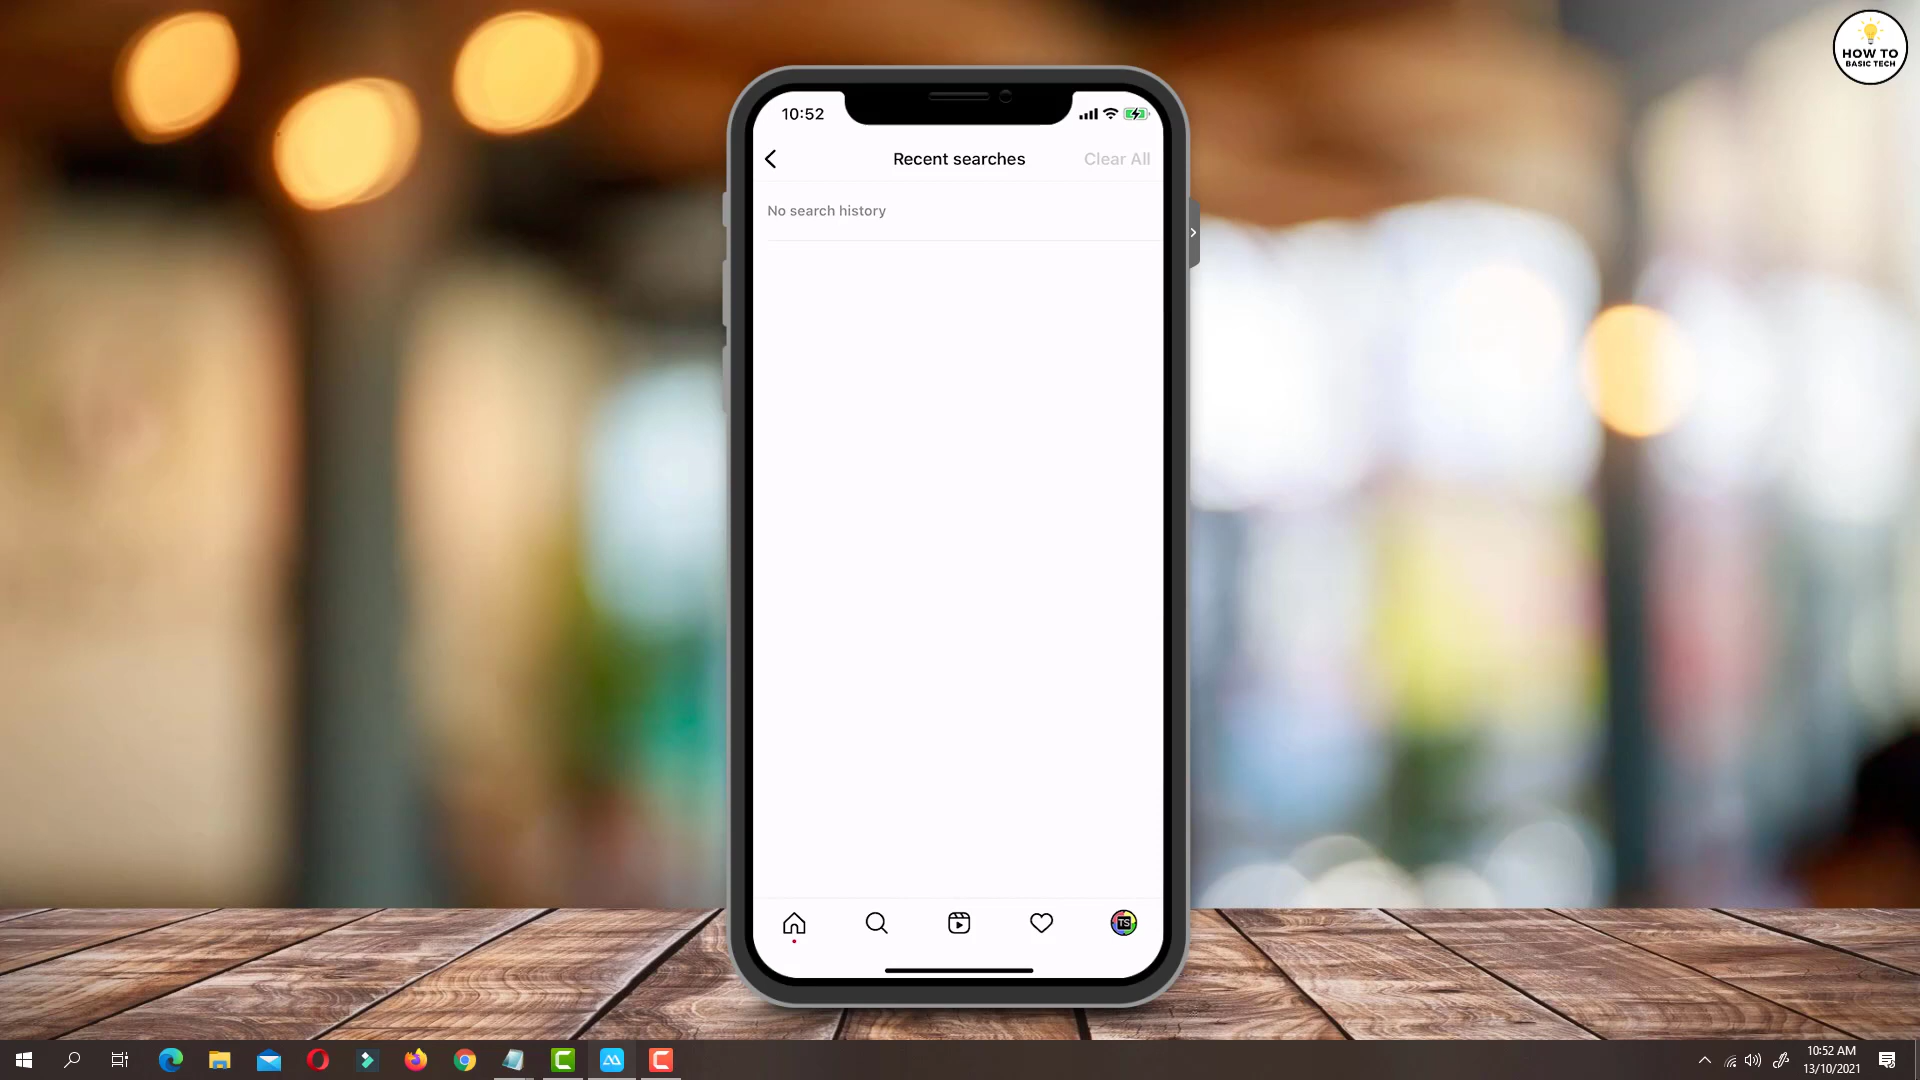 HOW TO
BASIC TECH
10:52
Recent searches
Clear All
No search history
TS
10:52 AM
13/10/2021